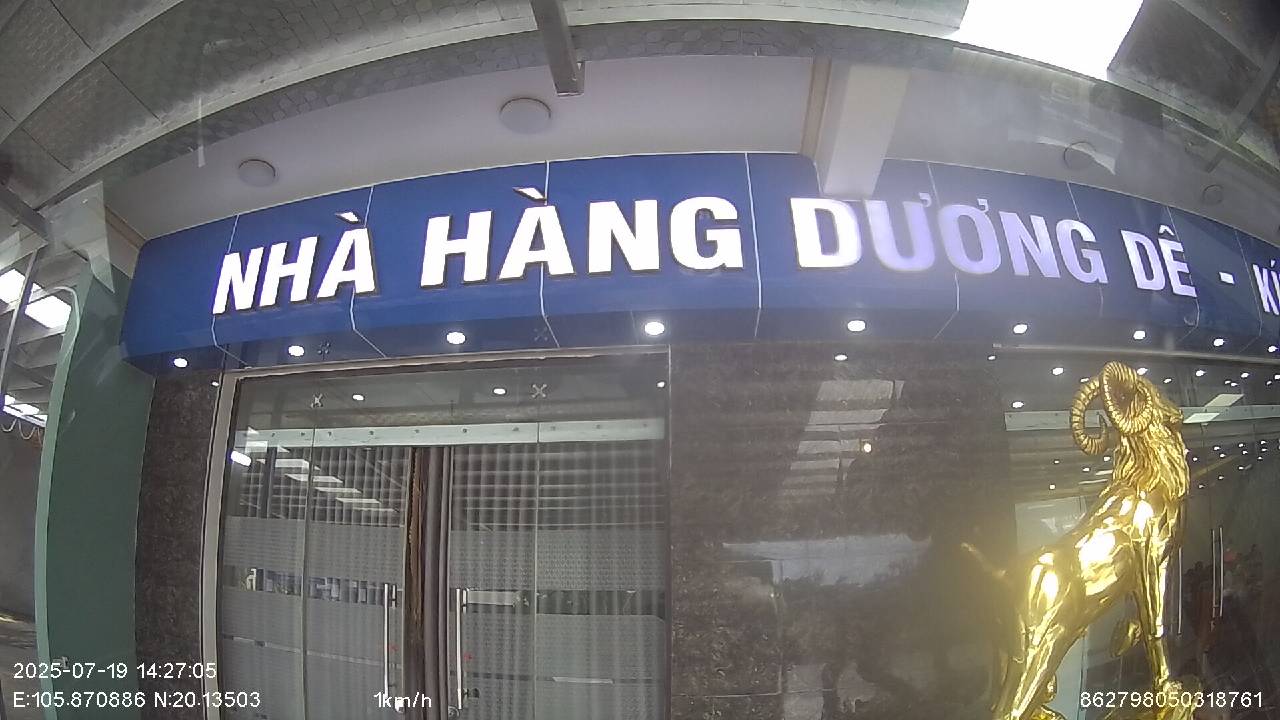 NHÀ HÀNG DƯƠNG DÊ -
2025-07-19 14:27:05
E:105.870886 N:20.13503 1km/h 862798050318761